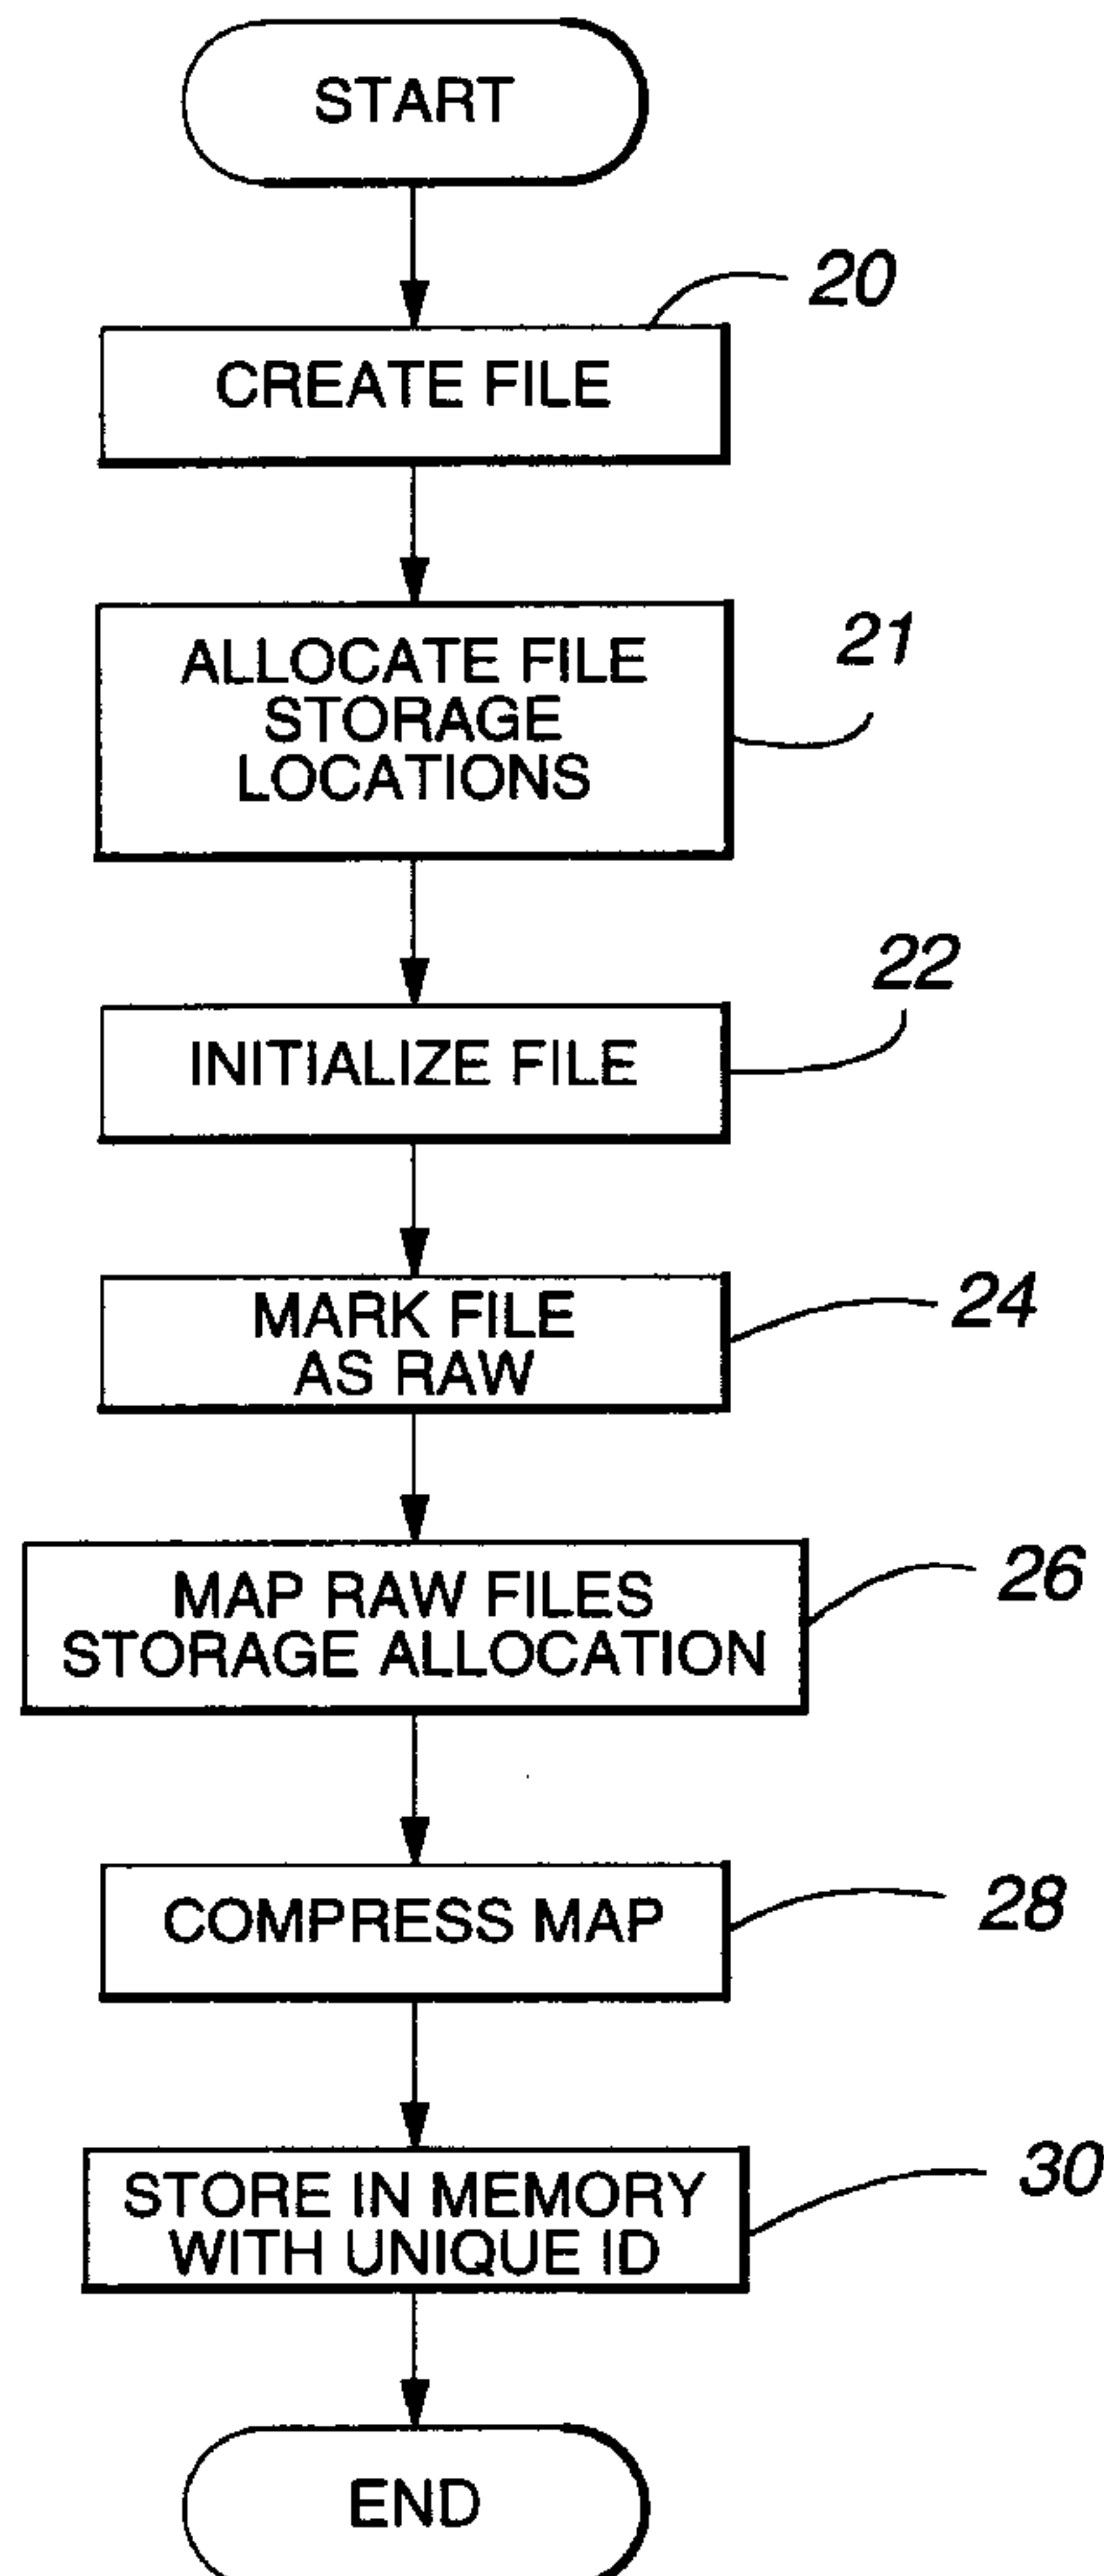 START
20
CREATE FILE
21
ALLOCATE FILE
STORAGE
LOCATIONS
22
INITIALIZE FILE
24
MARK FILE
AS RAW
26
MAP RAW FILES
STORAGE ALLOCATION
28
COMPRESS MAP
30
STORE IN MEMORY
WITH UNIQUE ID
END